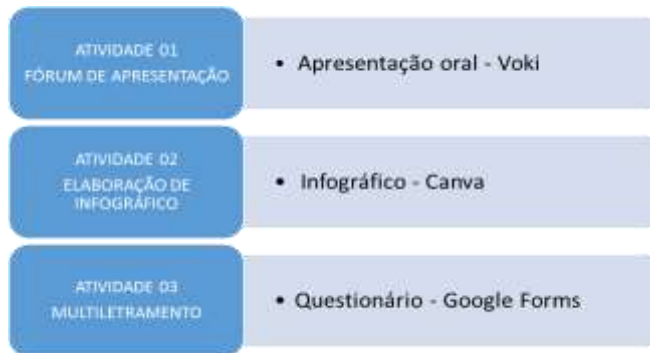 ATIVIDADE 01
FÓRUM DE APRESENTAÇÃO
• Apresentação oral - Voki
ATIVIDADE 02
ELABORAÇÃO DE
INFOGRÁFICO
• Infográfico - Canva
ATIVIDADE 03
MULTILETRAMENTO
• Questionário - Google Forms